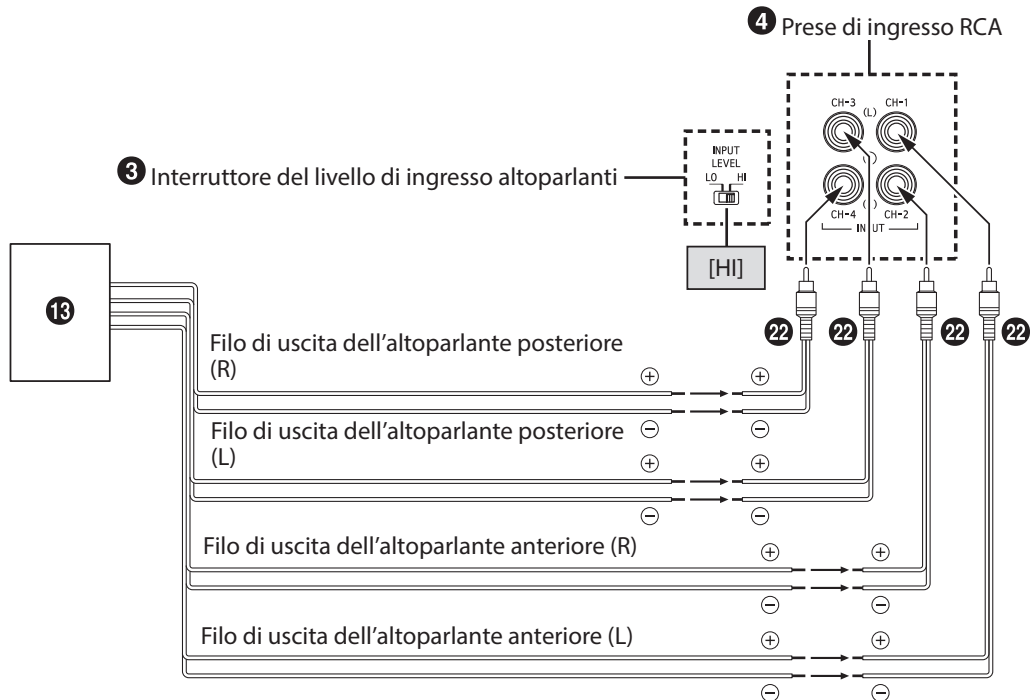 ❹ Prese di ingresso RCA
CH-3 (L) CH-1
INPUT
LEVEL
LO HI
❸ Interruttore del livello di ingresso altoparlanti
CH-4 CH-2
[HI]
⓭
㉒ ㉒ ㉒ ㉒
Filo di uscita dell'altoparlante posteriore
(R)
⊕ ⊕
⊖ ⊖
Filo di uscita dell'altoparlante posteriore
(L)
⊕ ⊕
⊖ ⊖
Filo di uscita dell'altoparlante anteriore (R)
⊕ ⊕
⊖ ⊖
Filo di uscita dell'altoparlante anteriore (L)
⊕ ⊕
⊖ ⊖